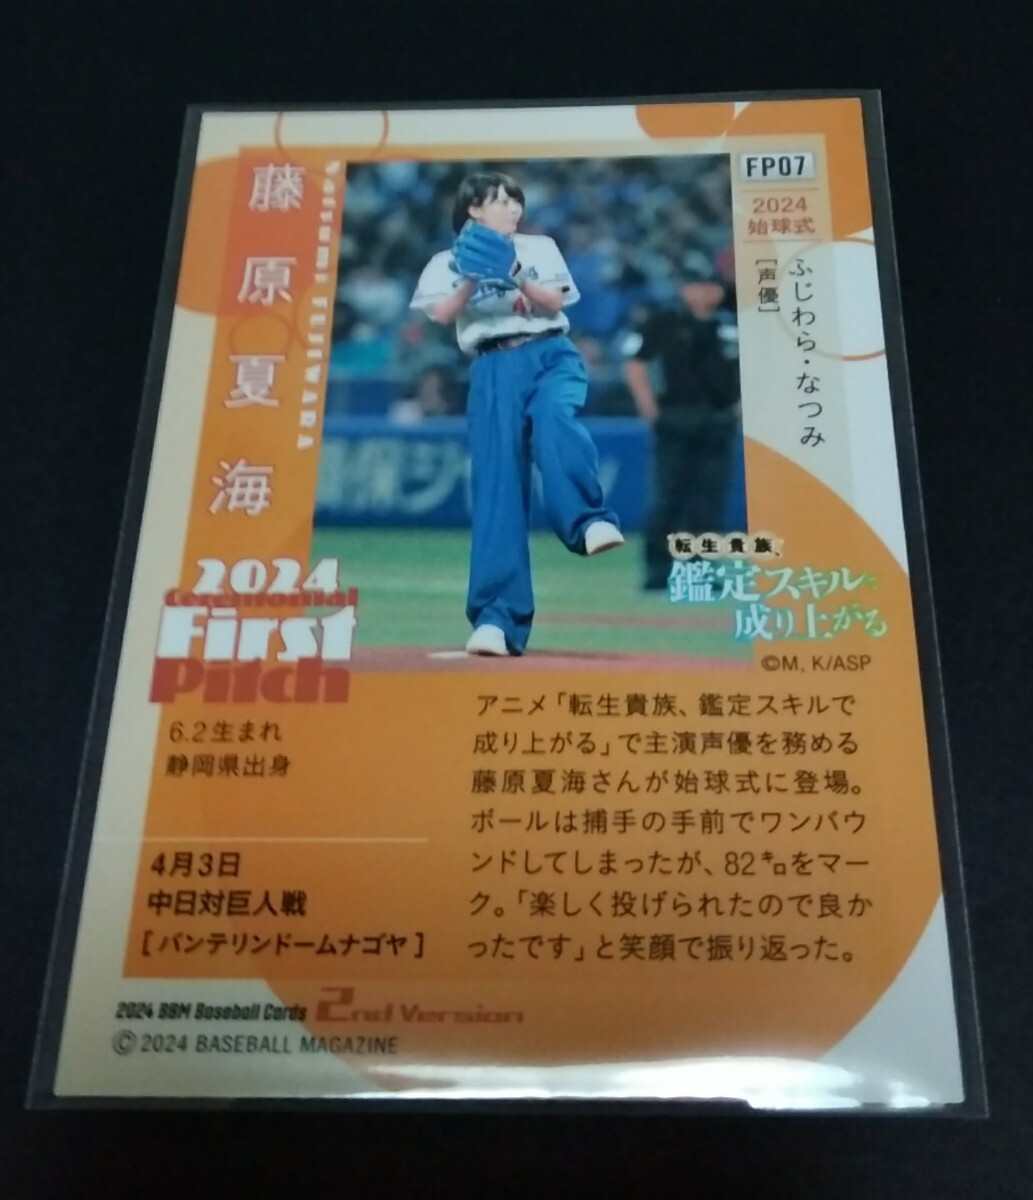 藤原夏海
Natsumi FUJIWARA
FP07
2024
始球式
ふじわら・なつみ
[声優]
転生貴族、
鑑定スキルで
成り上がる
©M, K/ASP
2024
Ceremonial
First
Pitch
6.2生まれ
静岡県出身
4月3日
中日対巨人戦
[バンテリンドームナゴヤ]
アニメ「転生貴族、鑑定スキルで
成り上がる」で主演声優を務める
藤原夏海さんが始球式に登場。
ボールは捕手の手前でワンバウ
ンドしてしまったが、82㌔をマー
ク。「楽しく投げられたので良か
ったです」と笑顔で振り返った。
2024 BBM Baseball Cards 2nd Version
© 2024 BASEBALL MAGAZINE